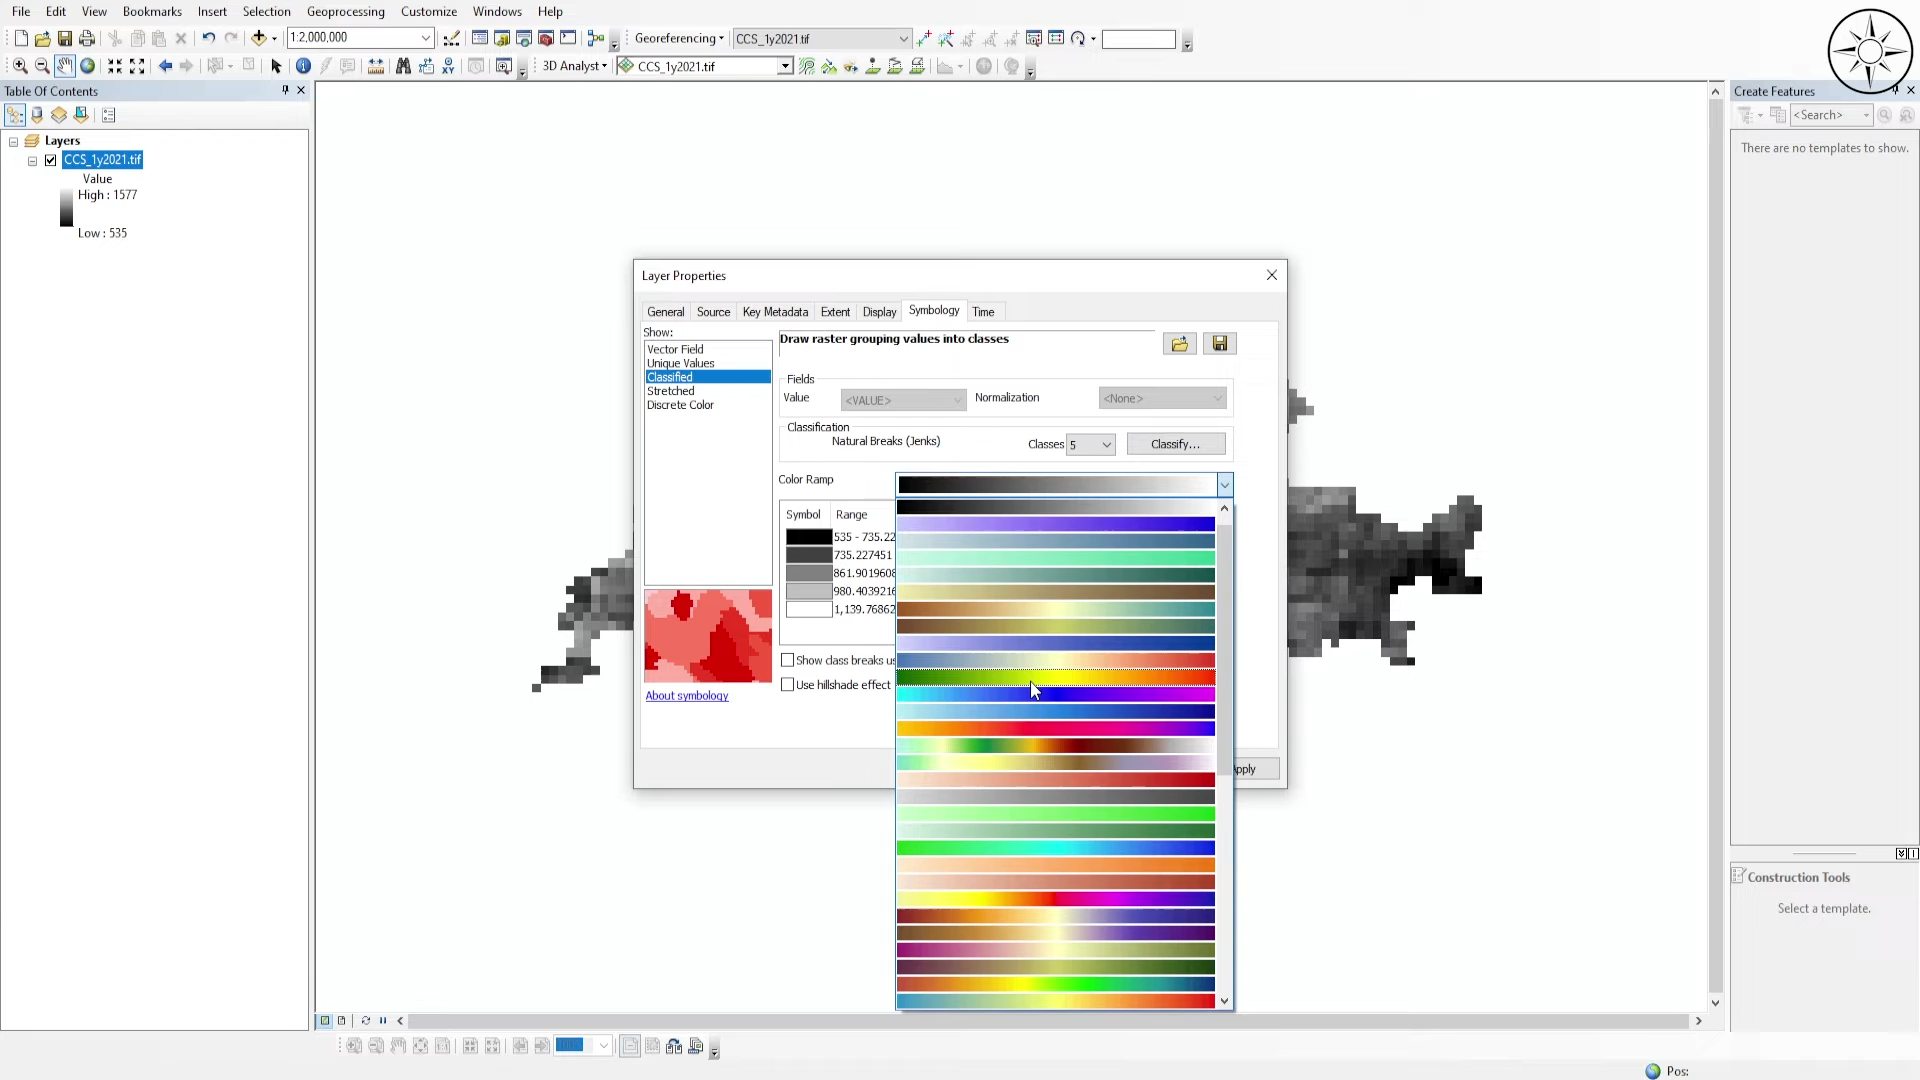 File Edit View Bookmarks Insert Selection Geoprocessing Customize Windows Help
1:2,000,000 Georeferencing CCS_1y2021.tif
3D Analyst CCS_1y2021.tif
Table Of Contents
Layers
CCS_1y2021.tif
Value
High : 1577
Low : 535
Layer Properties
General Source Key Metadata Extent Display Symbology Time
Show:
Vector Field
Unique Values
Classified
Stretched
Discrete Color
About symbology
Draw raster grouping values into classes
Fields
Value <VALUE> Normalization <None>
Classification
Natural Breaks (Jenks) Classes 5 Classify...
Color Ramp
Symbol Range
535 - 735.22
735.227451
861.9019608
980.4039216
1,139.76862
Show class breaks us
Use hillshade effect
Apply
Create Features
<Search>
There are no templates to show.
Construction Tools
Select a template.
Pos: